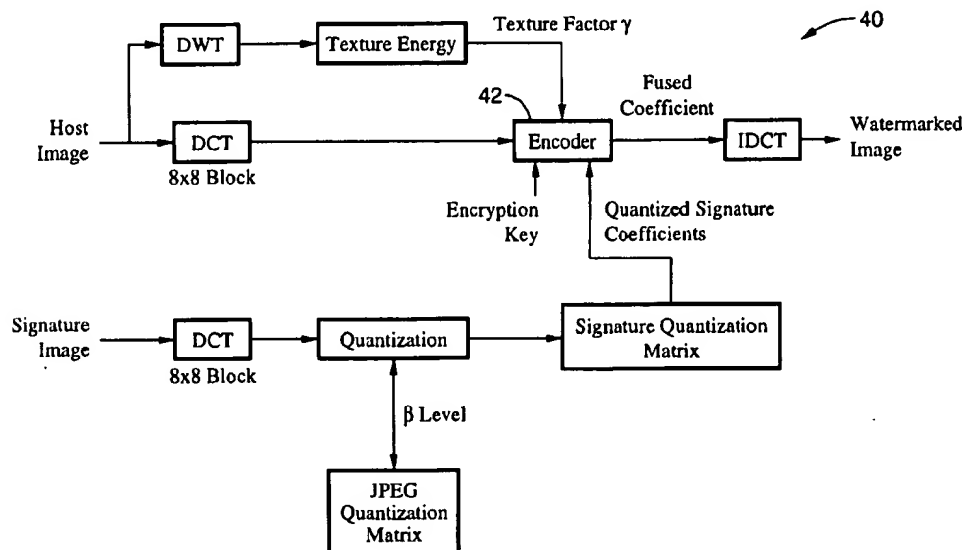 40
Texture Factor γ
DWT
Texture Energy
Fused
Coefficient
42
Host
Image
DCT
8x8 Block
Encoder
IDCT
Watermarked
Image
Encryption
Key
Quantized Signature
Coefficients
Signature
Image
DCT
8x8 Block
Quantization
Signature Quantization
Matrix
β Level
JPEG
Quantization
Matrix